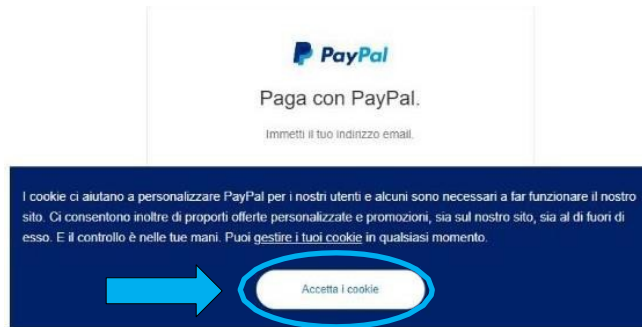 PayPal
Paga con PayPal.
Immetti il tuo indirizzo email.
I cookie ci aiutano a personalizzare PayPal per i nostri utenti e alcuni sono necessari a far funzionare il nostro
sito. Ci consentono inoltre di proporti offerte personalizzate e promozioni, sia sul nostro sito, sia al di fuori di
esso. E il controllo è nelle tue mani. Puoi gestire i tuoi cookie in qualsiasi momento.
Accetta i cookie